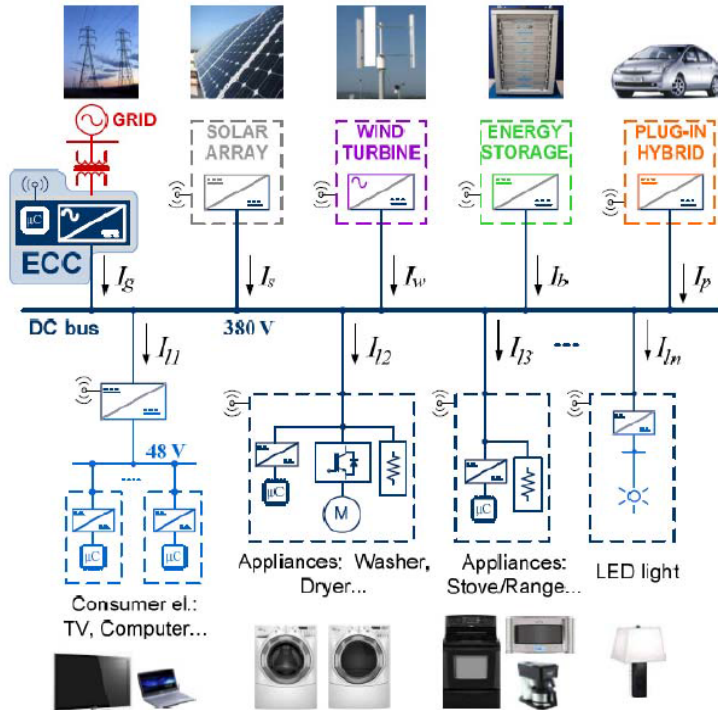 GRID
SOLAR
ARRAY
WIND
TURBINE
ENERGY
STORAGE
PLUG-IN
HYBRID
µC
ECC
Ig
Is
Iw
Ib
Ip
DC bus
380 V
Il1
Il2
Il3
Iln
48 V
µC
µC
µC
M
µC
Consumer el.:
TV, Computer...
Appliances: Washer,
Dryer...
Appliances:
Stove/Range...
LED light